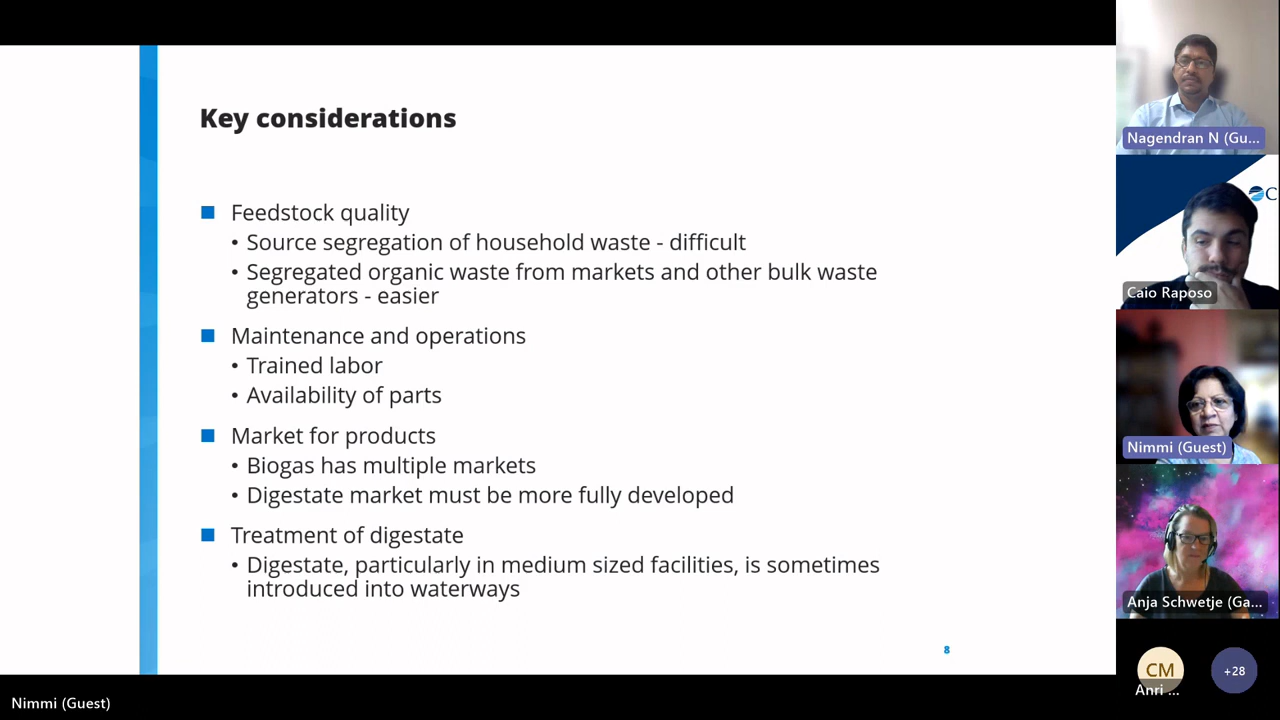 Key considerations
Feedstock quality
• Source segregation of household waste - difficult
• Segregated organic waste from markets and other bulk waste
generators - easier
Maintenance and operations
• Trained labor
• Availability of parts
Market for products
• Biogas has multiple markets
• Digestate market must be more fully developed
Treatment of digestate
• Digestate, particularly in medium sized facilities, is sometimes
introduced into waterways
8
Nimmi (Guest)
Nagendran N (Gu...
C
Caio Raposo
Nimmi (Guest)
Anja Schwetje (Ga...
CM
Anri ...
+28